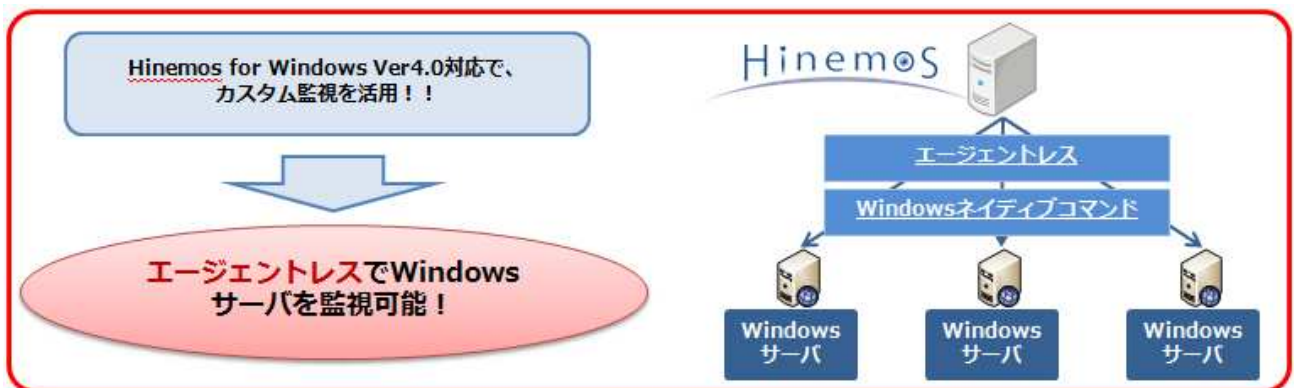 Hinemos for Windows Ver4.0対応で、
カスタム監視を活用！！
エージェントレスでWindows
サーバを監視可能！
Hinemos
エージェントレス
Windowsネイディブコマンド
Windows
サーバ
Windows
サーバ
Windows
サーバ